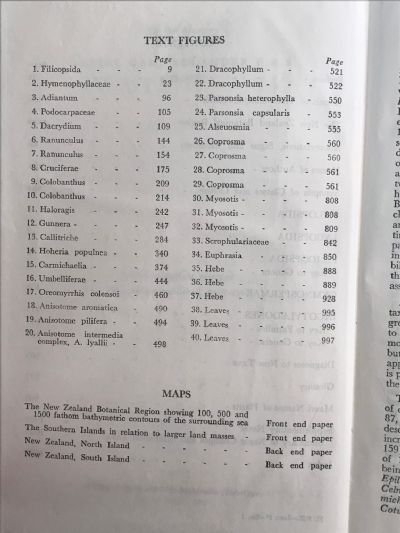 TEXT FIGURES
Page
1. Filicopsida - - - 9
2. Hymenophyllaceae - - 23
3. Adiantum - - - 96
4. Podocarpaceae - - 105
5. Dacrydium - - - 109
6. Ranunculus - - - 144
7. Ranunculus - - - 154
8. Cruciferae - - - 175
9. Colobanthus - - - 209
10. Colobanthus - - - 214
11. Haloragis - - - 242
12. Gunnera - - - - 247
13. Callitriche - - - 284
14. Hoheria populnea - - 340
15. Carmichaelia - - - 374
16. Umbelliferae - - - 444
17. Oreomyrrhis colensoi - 460
18. Anisotome aromatica - 490
19. Anisotome pilifera - - 494
20. Anisotome intermedia
complex, A. lyallii - - 498
Page
21. Dracophyllum - - - 521
22. Dracophyllum - - - 522
23. Parsonsia heterophylla - 550
24. Parsonsia capsularis - 553
25. Alseuosmia - - - 555
26. Coprosma - - - 560
27. Coprosma - - - 560
28. Coprosma - - - 561
29. Coprosma - - - 561
30. Myosotis - - - - 808
31. Myosotis - - - - 808
32. Myosotis - - - - 809
33. Scrophulariaceae - - 842
34. Euphrasia - - - 850
35. Hebe - - - - 888
36. Hebe - - - - 889
37. Hebe - - - - 928
38. Leaves - - - - 995
39. Leaves - - - - 996
40. Leaves - - - - 997
MAPS
The New Zealand Botanical Region showing 100, 500 and
1500 fathom bathymetric contours of the surrounding sea Front end paper
The Southern Islands in relation to larger land masses - Front end paper
New Zealand, North Island - - - - - Back end paper
New Zealand, South Island - - - - - Back end paper